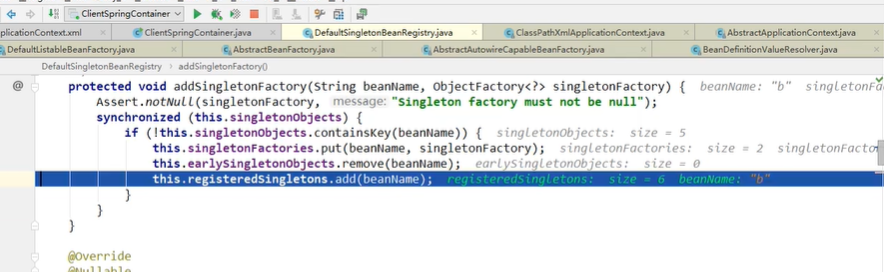 ClientSpringContainer
plicationContext.xml ClientSpringContainer.java DefaultSingletonBeanRegistry.java ClassPathXmlApplicationContext.java AbstractApplicationContext.java
DefaultListableBeanFactory.java AbstractBeanFactory.java AbstractAutowireCapableBeanFactory.java BeanDefinitionValueResolver.java
DefaultSingletonBeanRegistry › addSingletonFactory()
@ protected void addSingletonFactory(String beanName, ObjectFactory<?> singletonFactory) { beanName: "b" singletonFa
Assert.notNull(singletonFactory, message: "Singleton factory must not be null");
synchronized (this.singletonObjects) {
if (!this.singletonObjects.containsKey(beanName)) { singletonObjects: size = 5
this.singletonFactories.put(beanName, singletonFactory); singletonFactories: size = 2 singletonFacto
this.earlySingletonObjects.remove(beanName); earlySingletonObjects: size = 0
this.registeredSingletons.add(beanName); registeredSingletons: size = 6 beanName: "b"
}
}
}
@Override
@Nullable